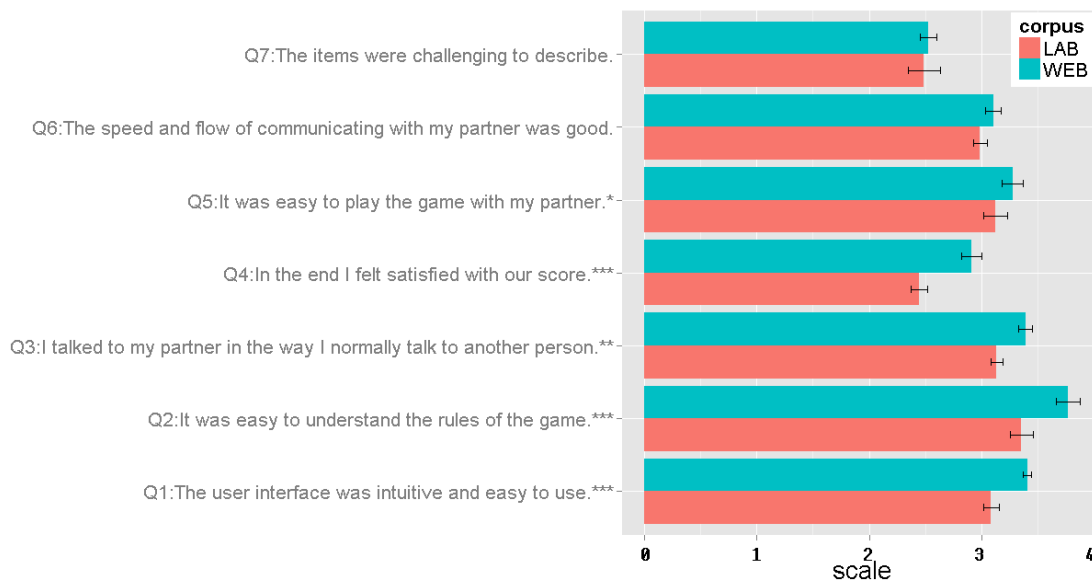 corpus
LAB
WEB
Q7:The items were challenging to describe.
Q6:The speed and flow of communicating with my partner was good.
Q5:It was easy to play the game with my partner.*
Q4:In the end I felt satisfied with our score.***
Q3:I talked to my partner in the way I normally talk to another person.**
Q2:It was easy to understand the rules of the game.***
Q1:The user interface was intuitive and easy to use.***
0 1 2 3 4
scale